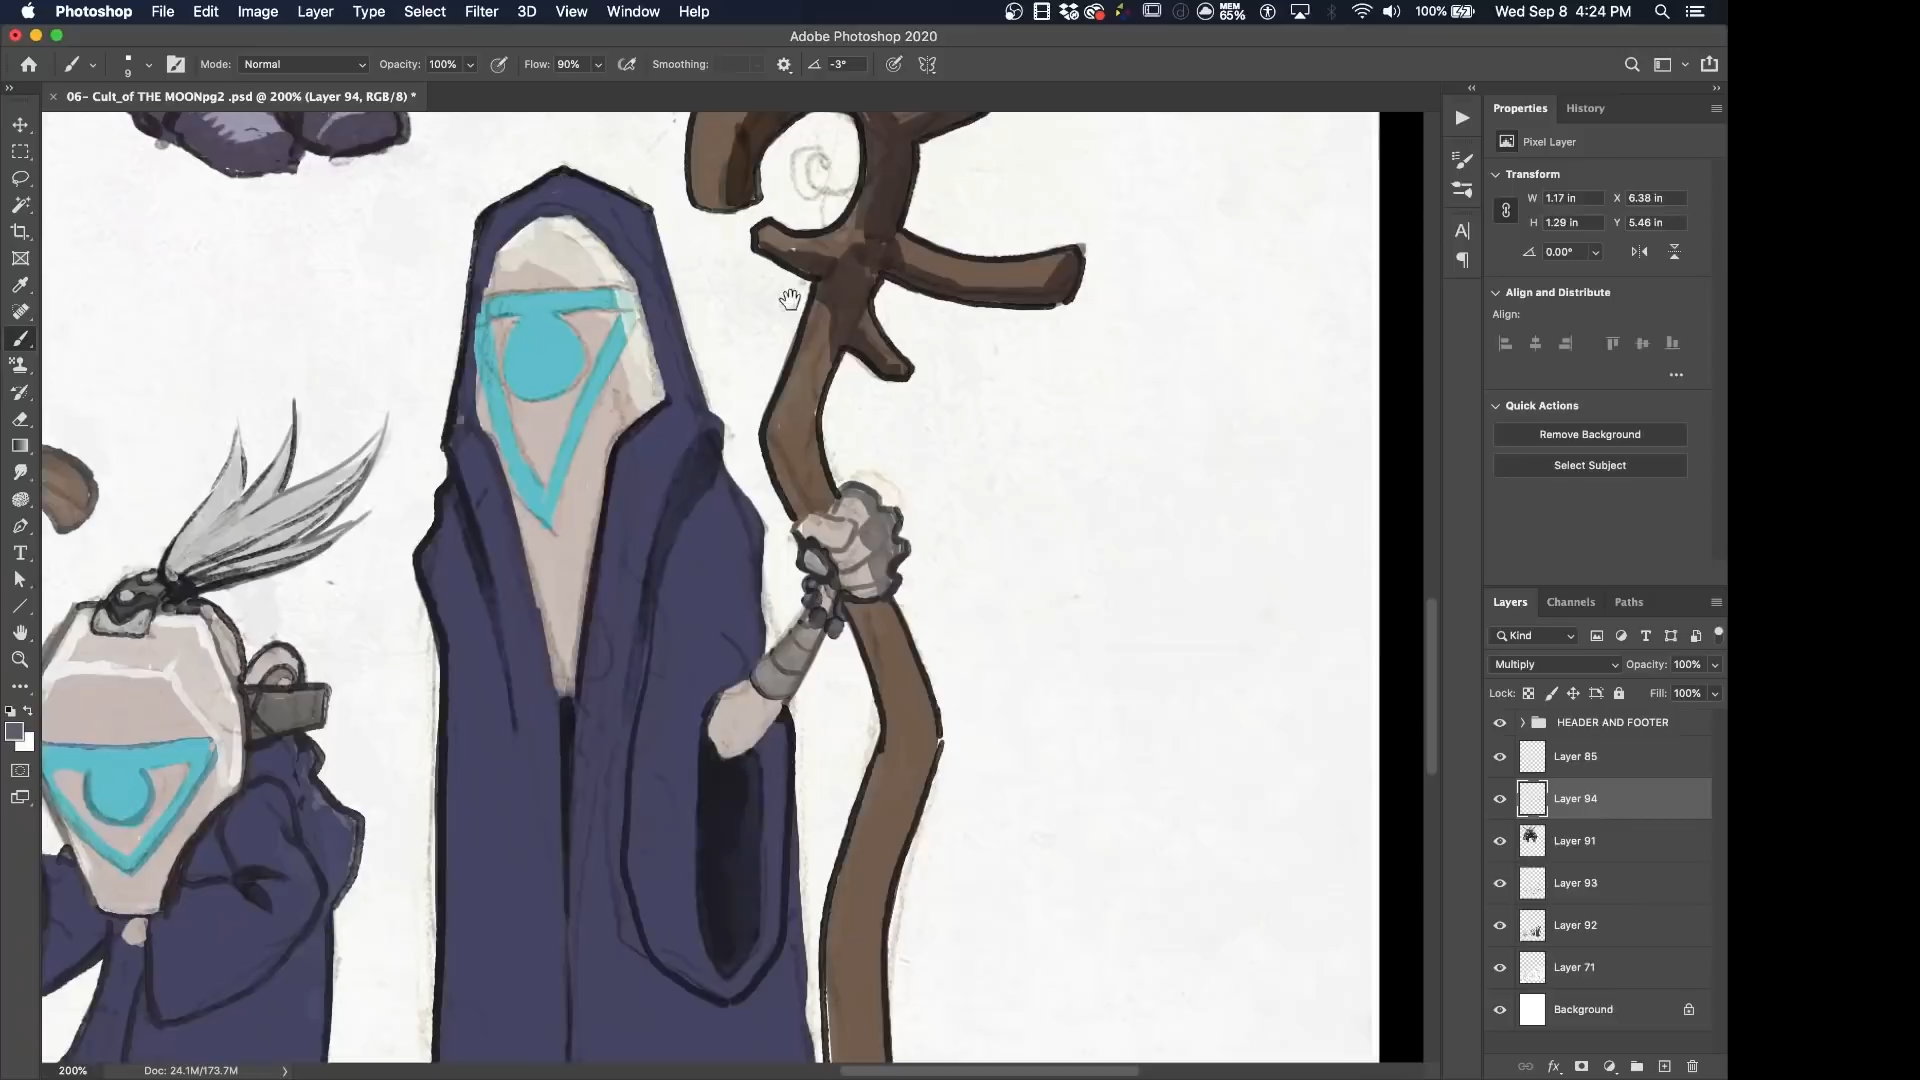 Photoshop File Edit Image Layer Type Select Filter 3D View Window Help MEM 65% 100% Wed Sep 8 4:24 PM
Adobe Photoshop 2020
9 Mode: Normal Opacity: 100% Flow: 90% Smoothing: -3°
× 06- Cult_of THE MOONpg2 .psd @ 200% (Layer 94, RGB/8) *
Properties History
Pixel Layer
Transform
W 1.17 in X 6.38 in
H 1.29 in Y 5.46 in
0.00°
Align and Distribute
Align:
Quick Actions
Remove Background
Select Subject
Layers Channels Paths
Kind
Multiply Opacity: 100%
Lock: Fill: 100%
HEADER AND FOOTER
Layer 85
Layer 94
Layer 91
Layer 93
Layer 92
Layer 71
Background
200% Doc: 24.1M/173.7M